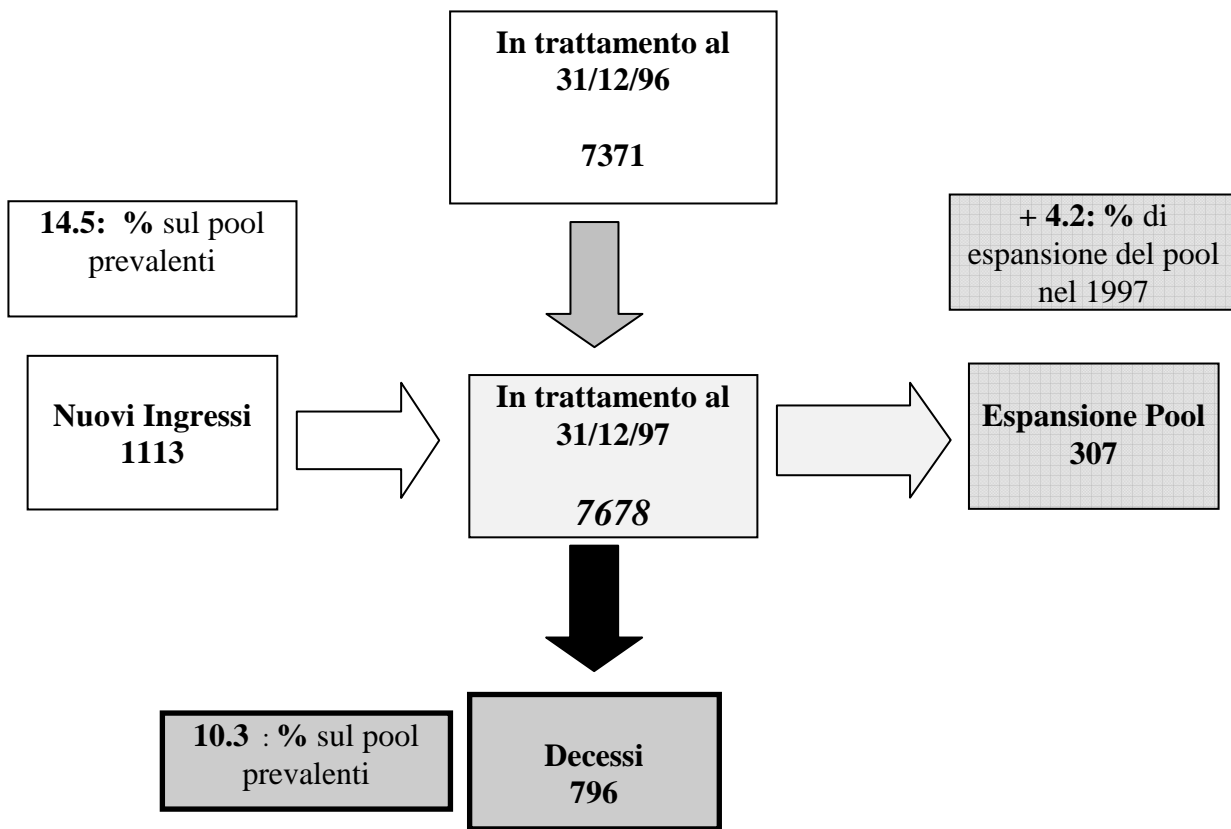 In trattamento al
31/12/96
7371
14.5: % sul pool
prevalenti
+ 4.2: % di
espansione del pool
nel 1997
Nuovi Ingressi
1113
In trattamento al
31/12/97
7678
Espansione Pool
307
10.3 : % sul pool
prevalenti
Decessi
796